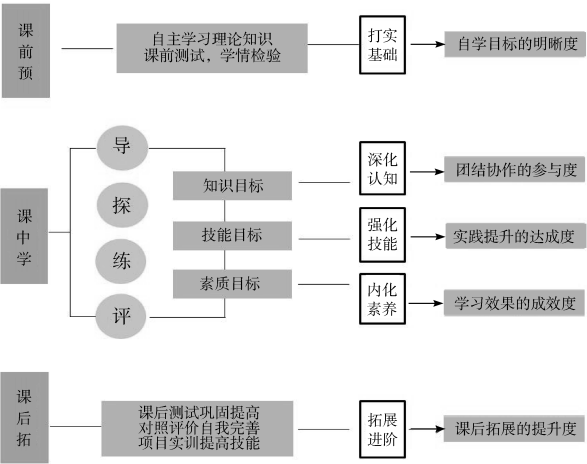 课前预
自主学习理论知识
课前测试，学情检验
打实
基础
自学目标的明晰度
课中学
导
探
练
评
知识目标
技能目标
素质目标
深化
认知
强化
技能
内化
素养
团结协作的参与度
实践提升的达成度
学习效果的成效度
课后拓
课后测试巩固提高
对照评价自我完善
项目实训提高技能
拓展
进阶
课后拓展的提升度